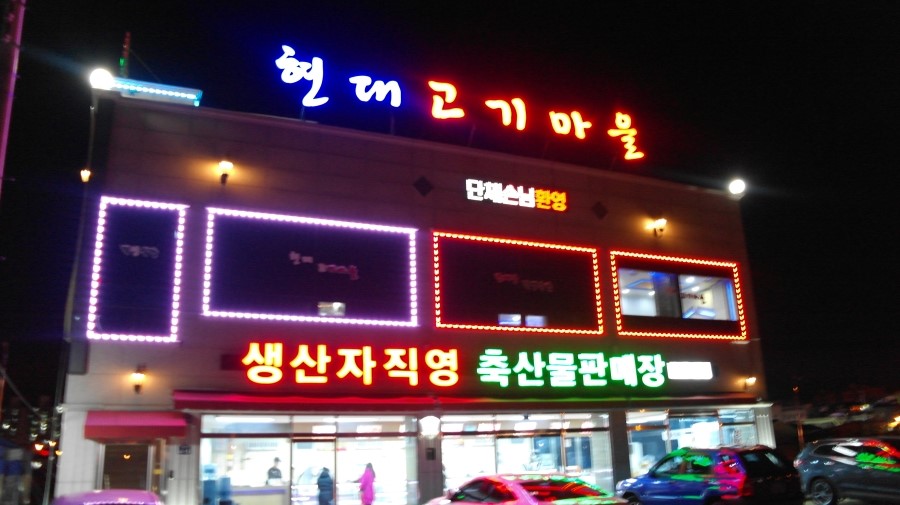 현대고기마을
단체손님환영
생산자직영 축산물판매장